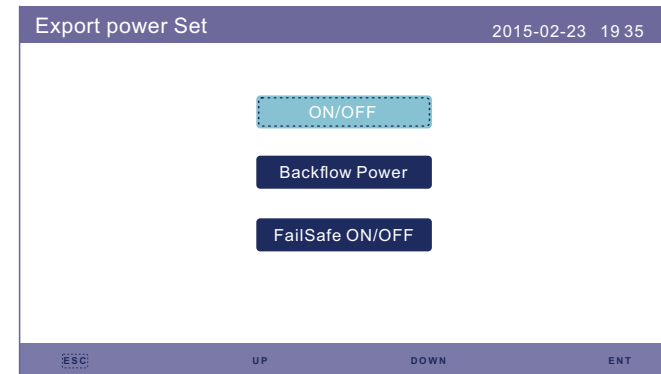 Export power Set 2015-02-23 19 35
ON/OFF
Backflow Power
FailSafe ON/OFF
ESC UP DOWN ENT